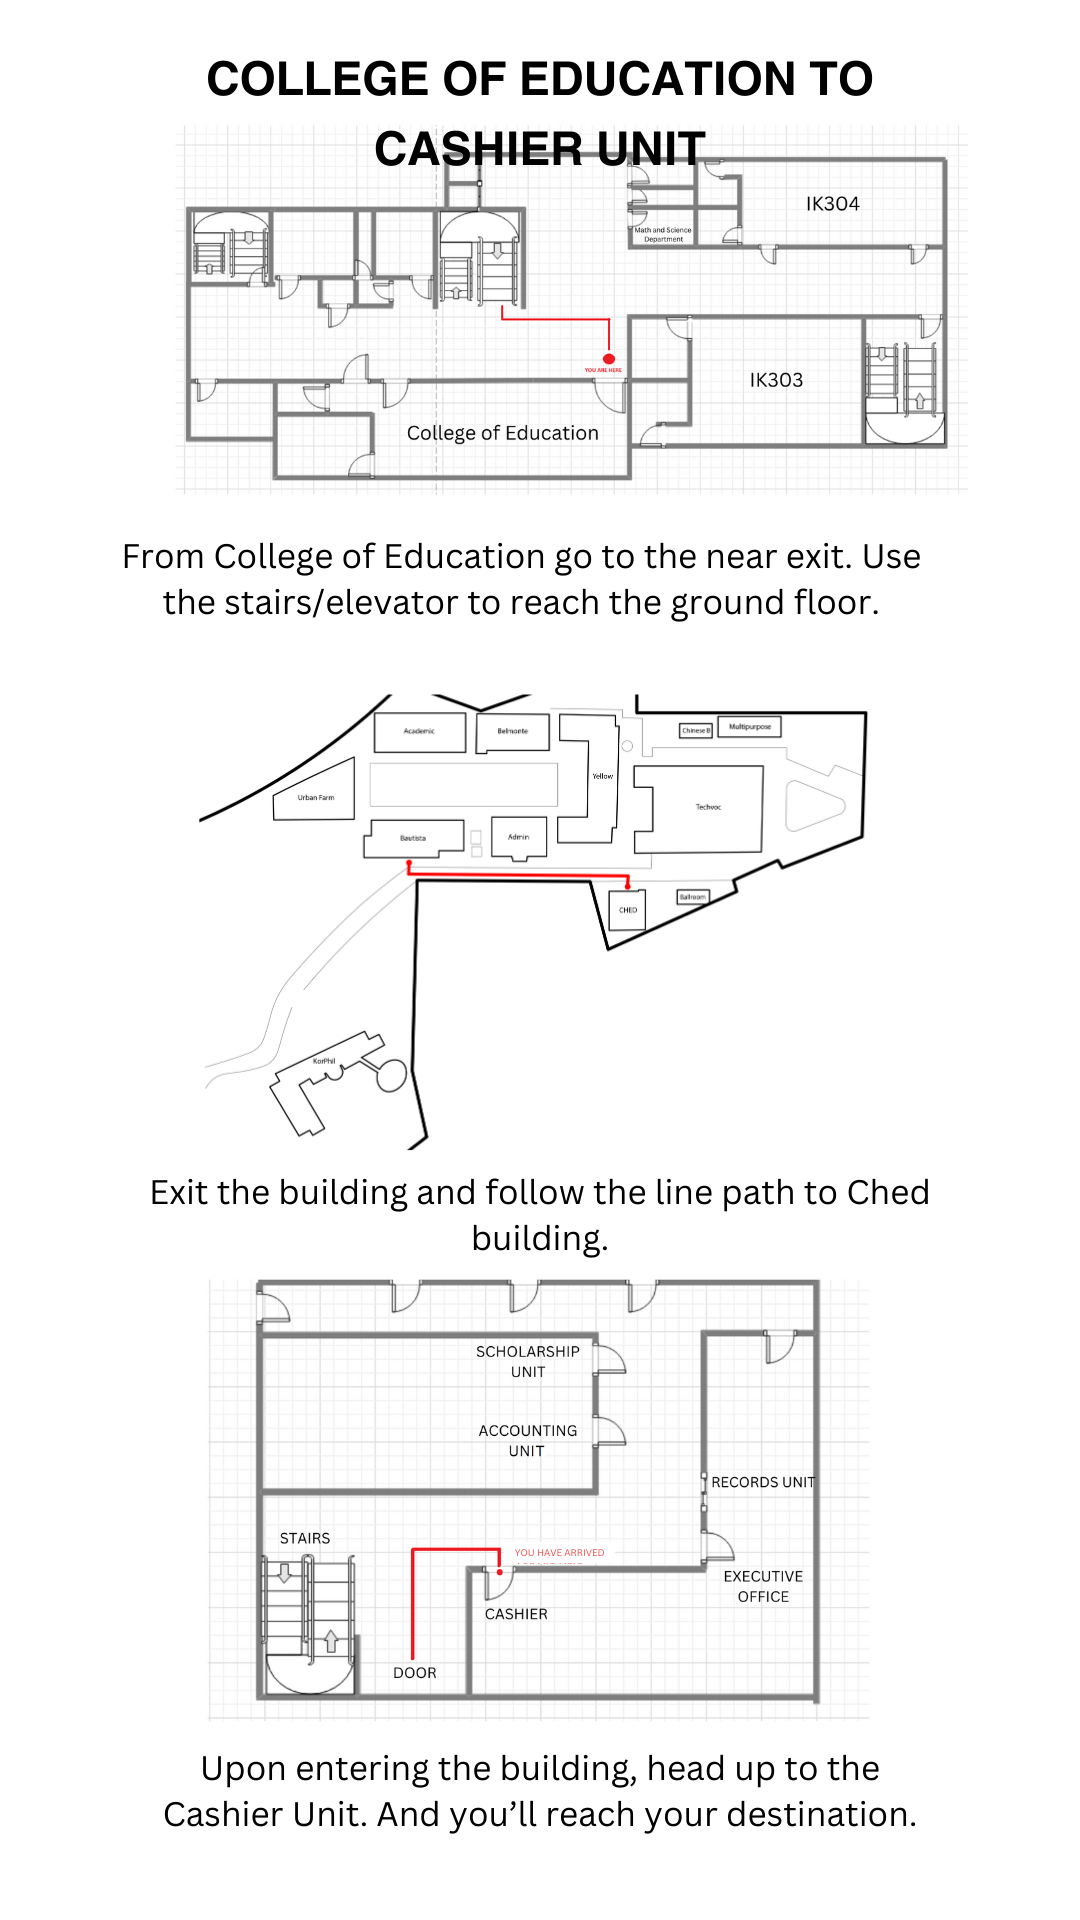 COLLEGE OF EDUCATION TO
CASHIER UNIT
IK304
Math and Science
Department
YOU ARE HERE
IK303
College of Education
From College of Education go to the near exit. Use
the stairs/elevator to reach the ground floor.
Academic
Belmonte
Chinese B
Multipurpose
Yellow
Urban Farm
Techvoc
Bautista
Admin
CHED
Ballroom
KorPhil
Exit the building and follow the line path to Ched
building.
SCHOLARSHIP
UNIT
ACCOUNTING
UNIT
RECORDS UNIT
STAIRS
YOU HAVE ARRIVED
EXECUTIVE
OFFICE
CASHIER
DOOR
Upon entering the building, head up to the
Cashier Unit. And you’ll reach your destination.